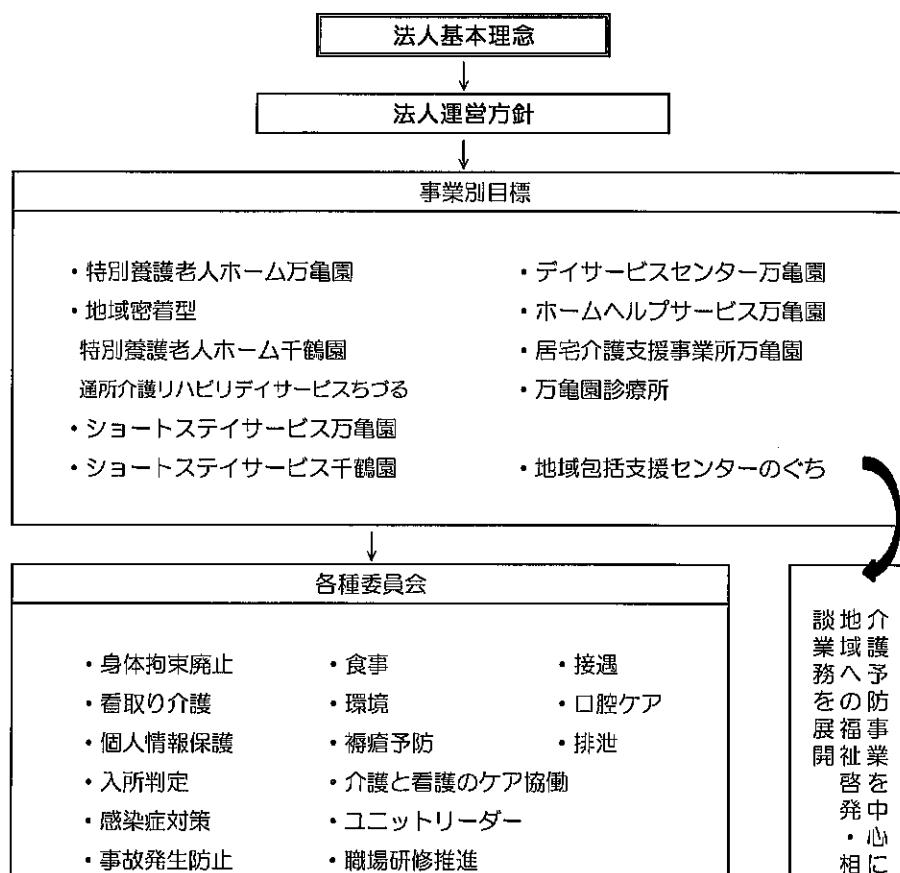 法人基本理念
法人運営方針
事業別目標
・特別養護老人ホーム万亀園
・地域密着型
特別養護老人ホーム千鶴園
通所介護リハビリデイサービスちづる
・ショートステイサービス万亀園
・ショートステイサービス千鶴園
・デイサービスセンター万亀園
・ホームヘルプサービス万亀園
・居宅介護支援事業所万亀園
・万亀園診療所
・地域包括支援センターのぐち
各種委員会
・身体拘束廃止
・看取り介護
・個人情報保護
・入所判定
・感染症対策
・事故発生防止
・食事
・環境
・褥瘡予防
・介護と看護のケア協働
・ユニットリーダー
・職場研修推進
・接遇
・口腔ケア
・排泄
介護予防事業を中心に
地域への福祉啓発・相
談業務を展開